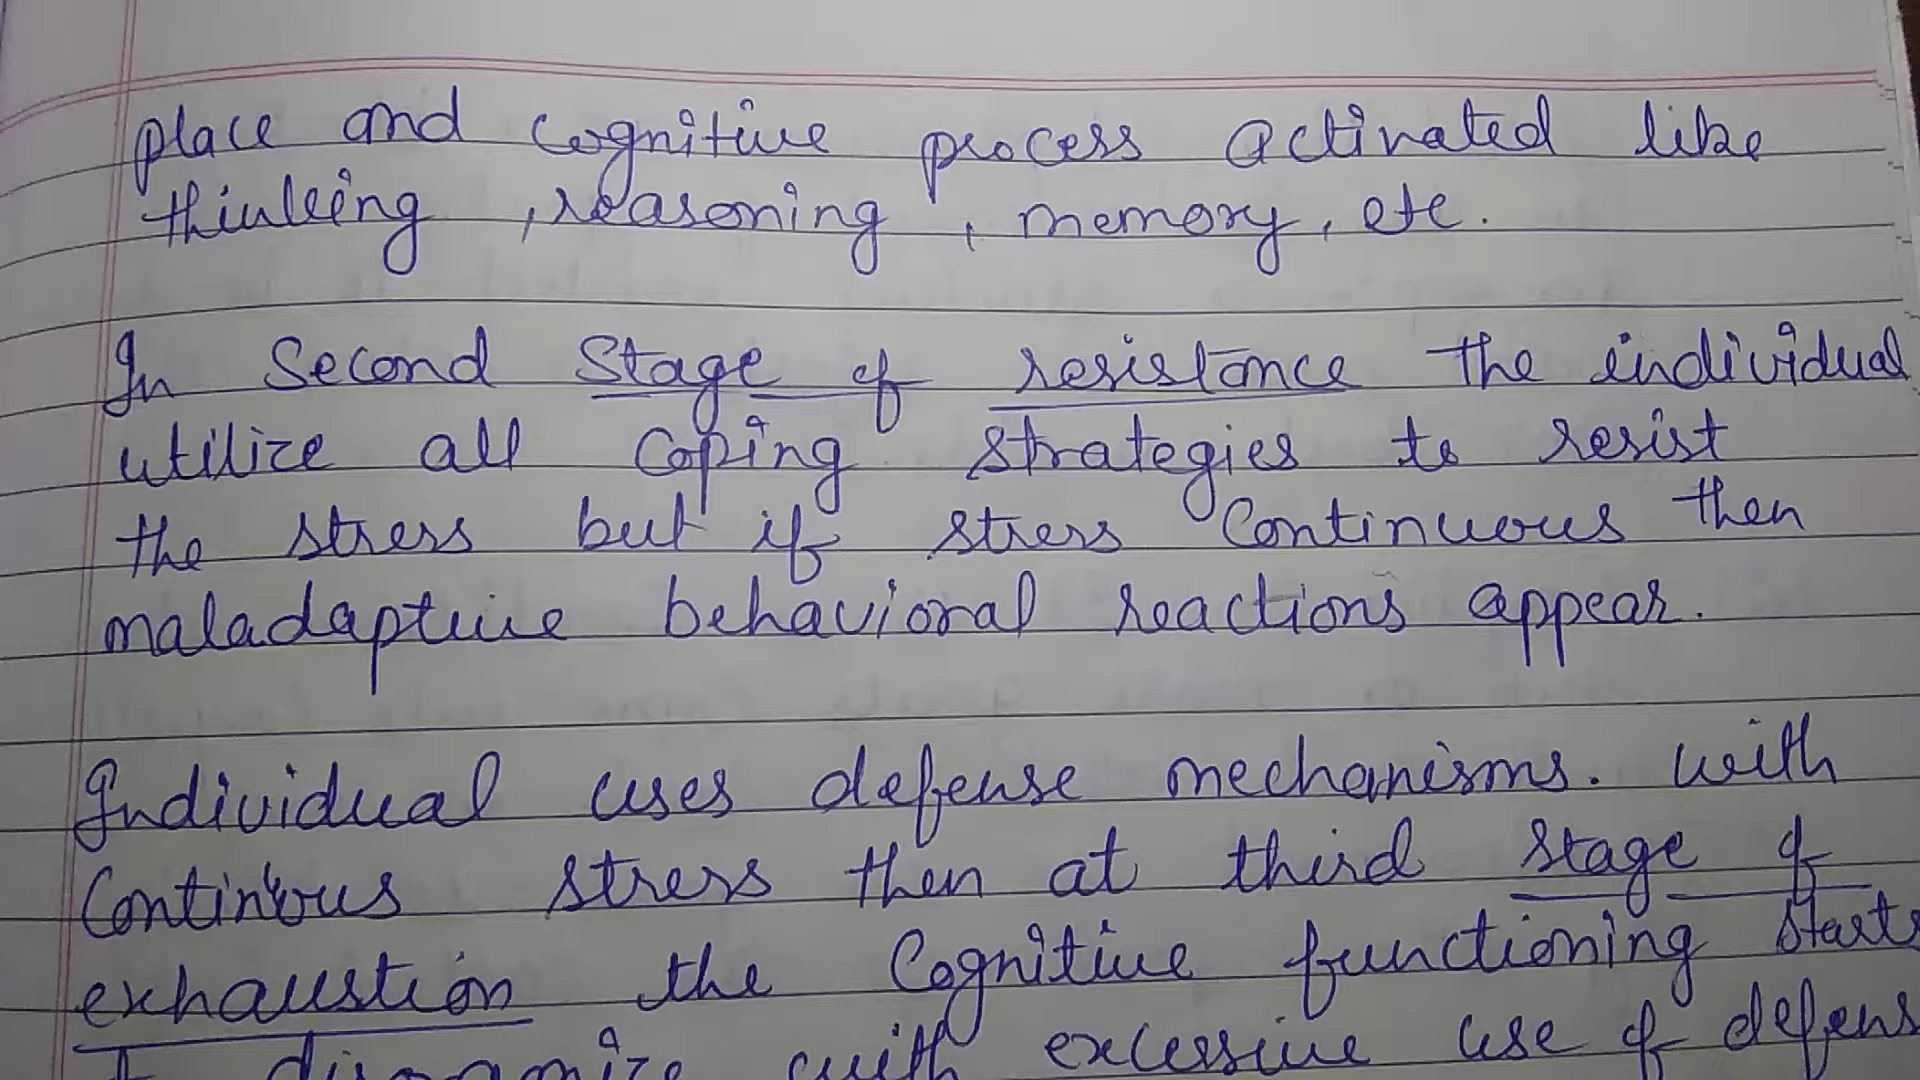 place and cognitive process activated like
thinking, reasoning, memory, etc.
In Second Stage of resistance the individual
utilize all coping strategies to resist
the stress but if stress Continuous then
maladaptive behavioral reactions appear.
Individual uses defense mechanisms. with
Continous stress then at third stage of
exhaustion the Cognitive functioning starts
with excessive use of defens